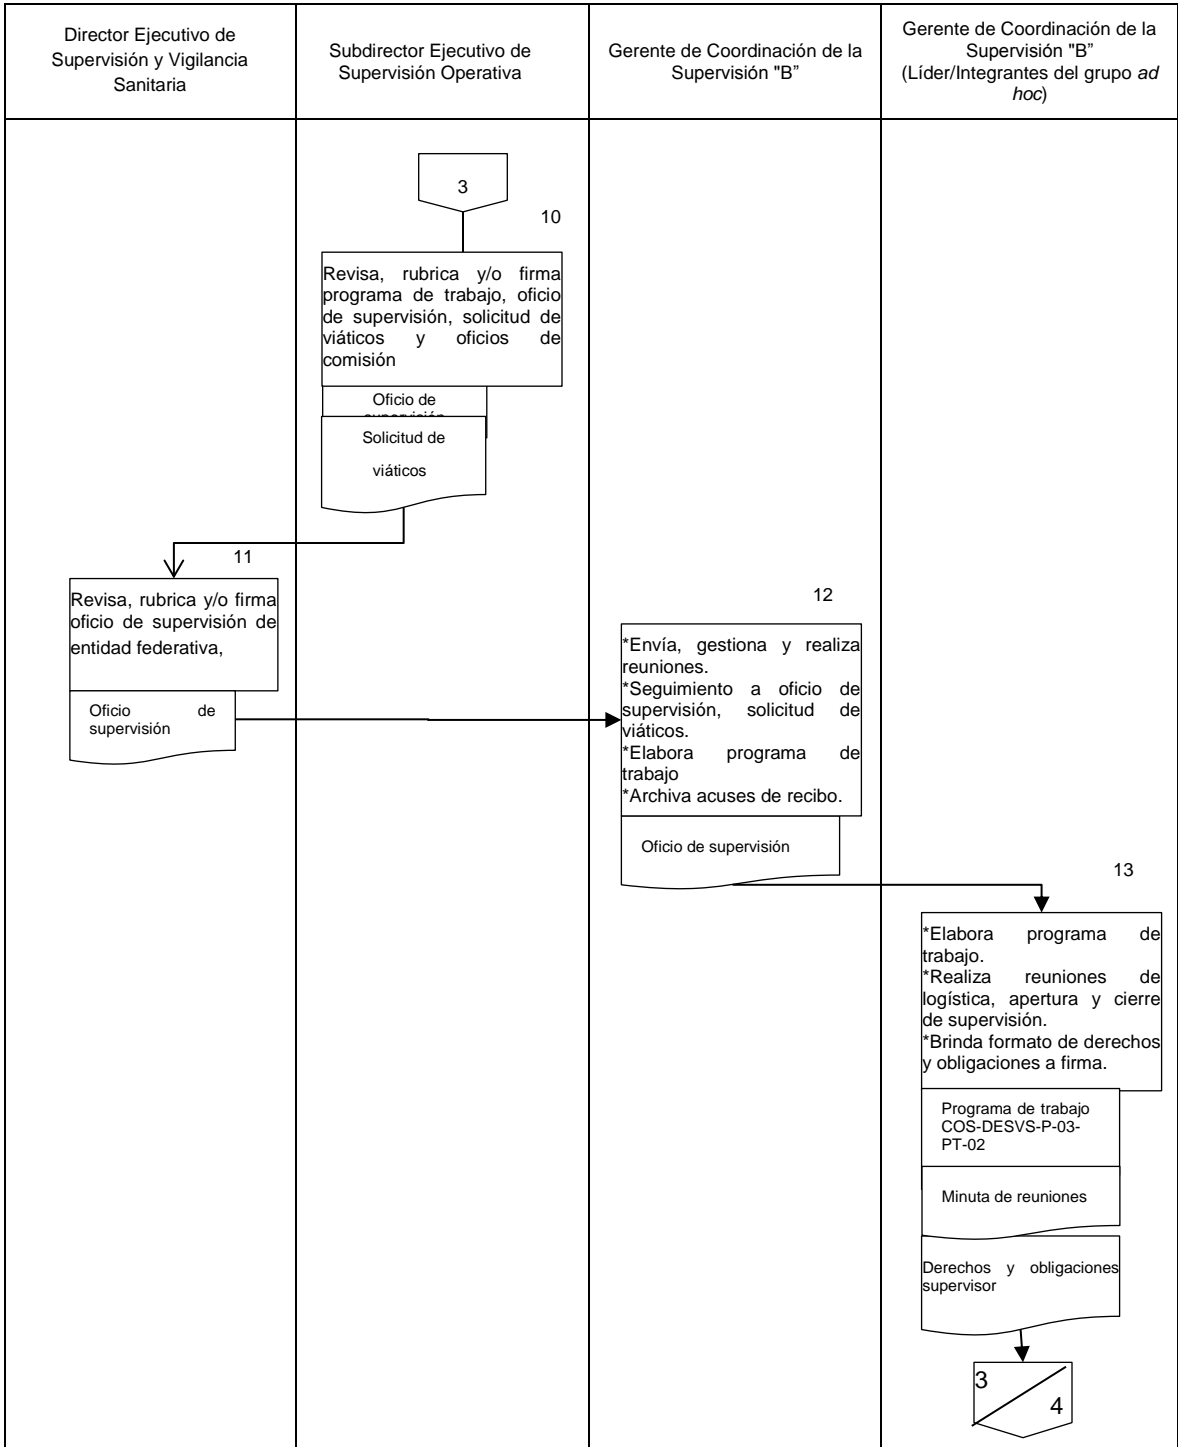 Director Ejecutivo de
Supervisión y Vigilancia
Sanitaria
Subdirector Ejecutivo de
Supervisión Operativa
Gerente de Coordinación de la
Supervisión "B”
Gerente de Coordinación de la
Supervisión "B”
(Líder/Integrantes del grupo ad
hoc)
3
10
Revisa, rubrica y/o firma
programa de trabajo, oficio
de supervisión, solicitud de
viáticos y oficios de
comisión
Oficio de
supervisión
Solicitud de
viáticos
11
Revisa, rubrica y/o firma
oficio de supervisión de
entidad federativa,
Oficio de
supervisión
12
*Envía, gestiona y realiza
reuniones.
*Seguimiento a oficio de
supervisión, solicitud de
viáticos.
*Elabora programa de
trabajo
*Archiva acuses de recibo.
Oficio de supervisión
13
*Elabora programa de
trabajo.
*Realiza reuniones de
logística, apertura y cierre
de supervisión.
*Brinda formato de derechos
y obligaciones a firma.
Programa de trabajo
COS-DESVS-P-03-
PT-02
Minuta de reuniones
Derechos y obligaciones
supervisor
3
4